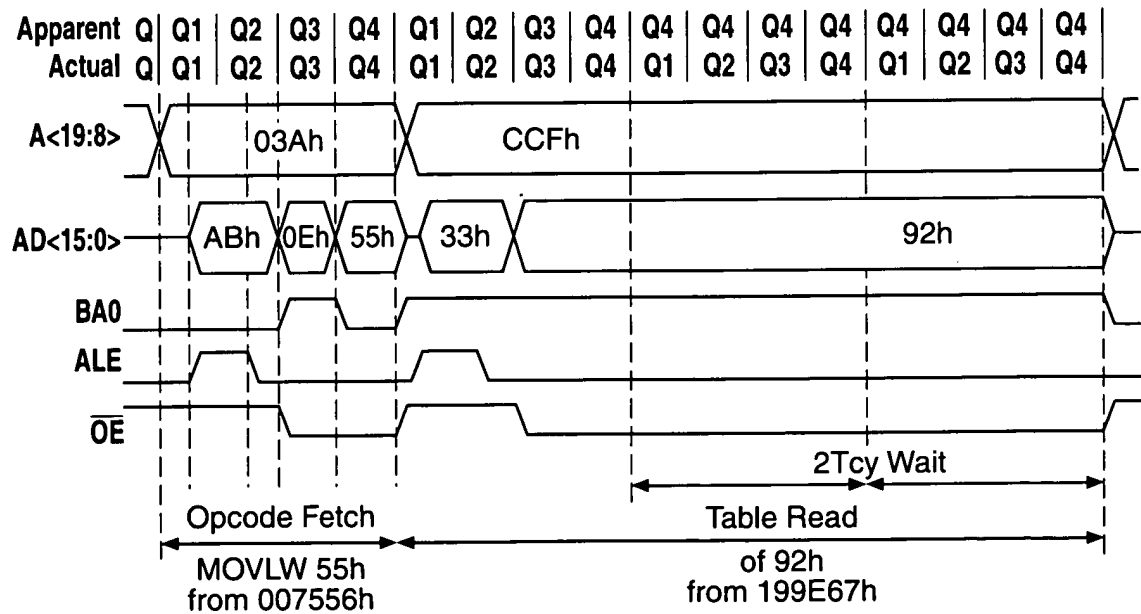 Apparent Q Q1 Q2 Q3 Q4 Q1 Q2 Q3 Q4 Q4 Q4 Q4 Q4 Q4 Q4 Q4 Q4
Actual Q Q1 Q2 Q3 Q4 Q1 Q2 Q3 Q4 Q1 Q2 Q3 Q4 Q1 Q2 Q3 Q4
A<19:8> 03Ah CCFh
AD<15:0> ABh 0Eh 55h 33h 92h
BA0
ALE
OE
2Tcy Wait
Opcode Fetch
MOVLW 55h
from 007556h
Table Read
of 92h
from 199E67h